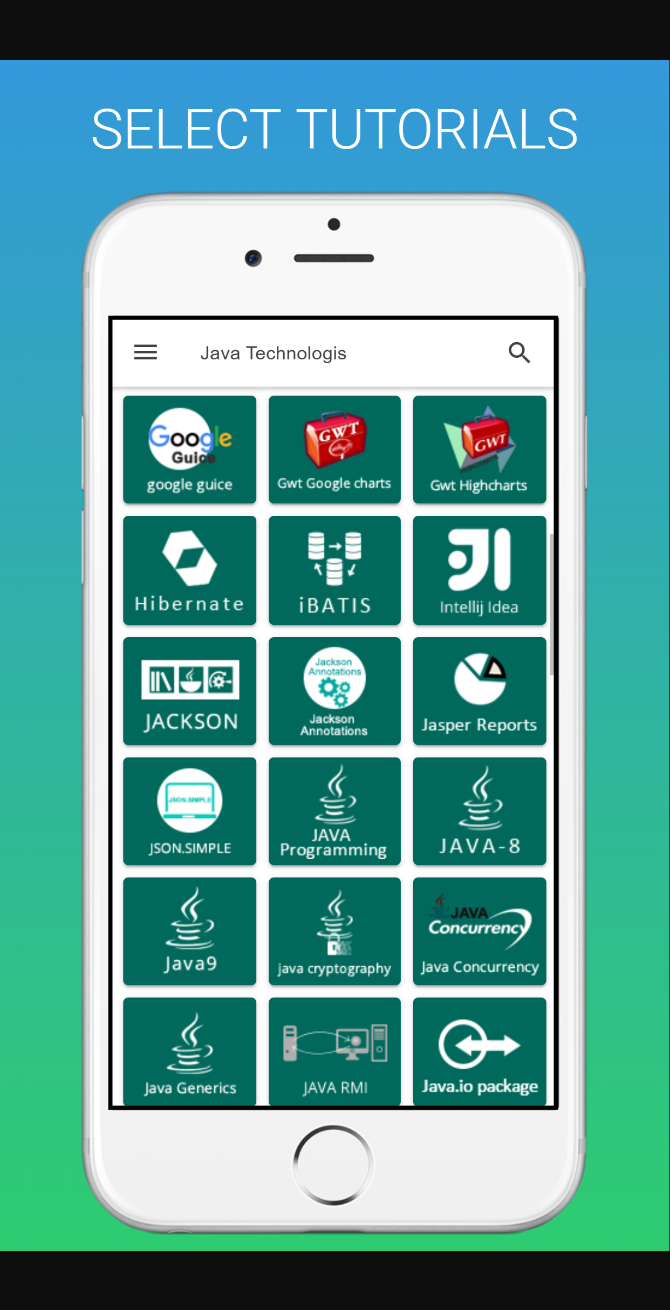 SELECT TUTORIALS
Java Technologis
Google
Guice
google guice
GWT
Gwt Google charts
GWT
Gwt Highcharts
Hibernate
iBATIS
Intellij Idea
JACKSON
Jackson
Annotations
Jackson
Annotations
Jasper Reports
JSON.SIMPLE
JSON.SIMPLE
JAVA
Programming
JAVA-8
Java9
java cryptography
JAVA
Concurrency
Java Concurrency
Java Generics
JAVA RMI
Java.io package